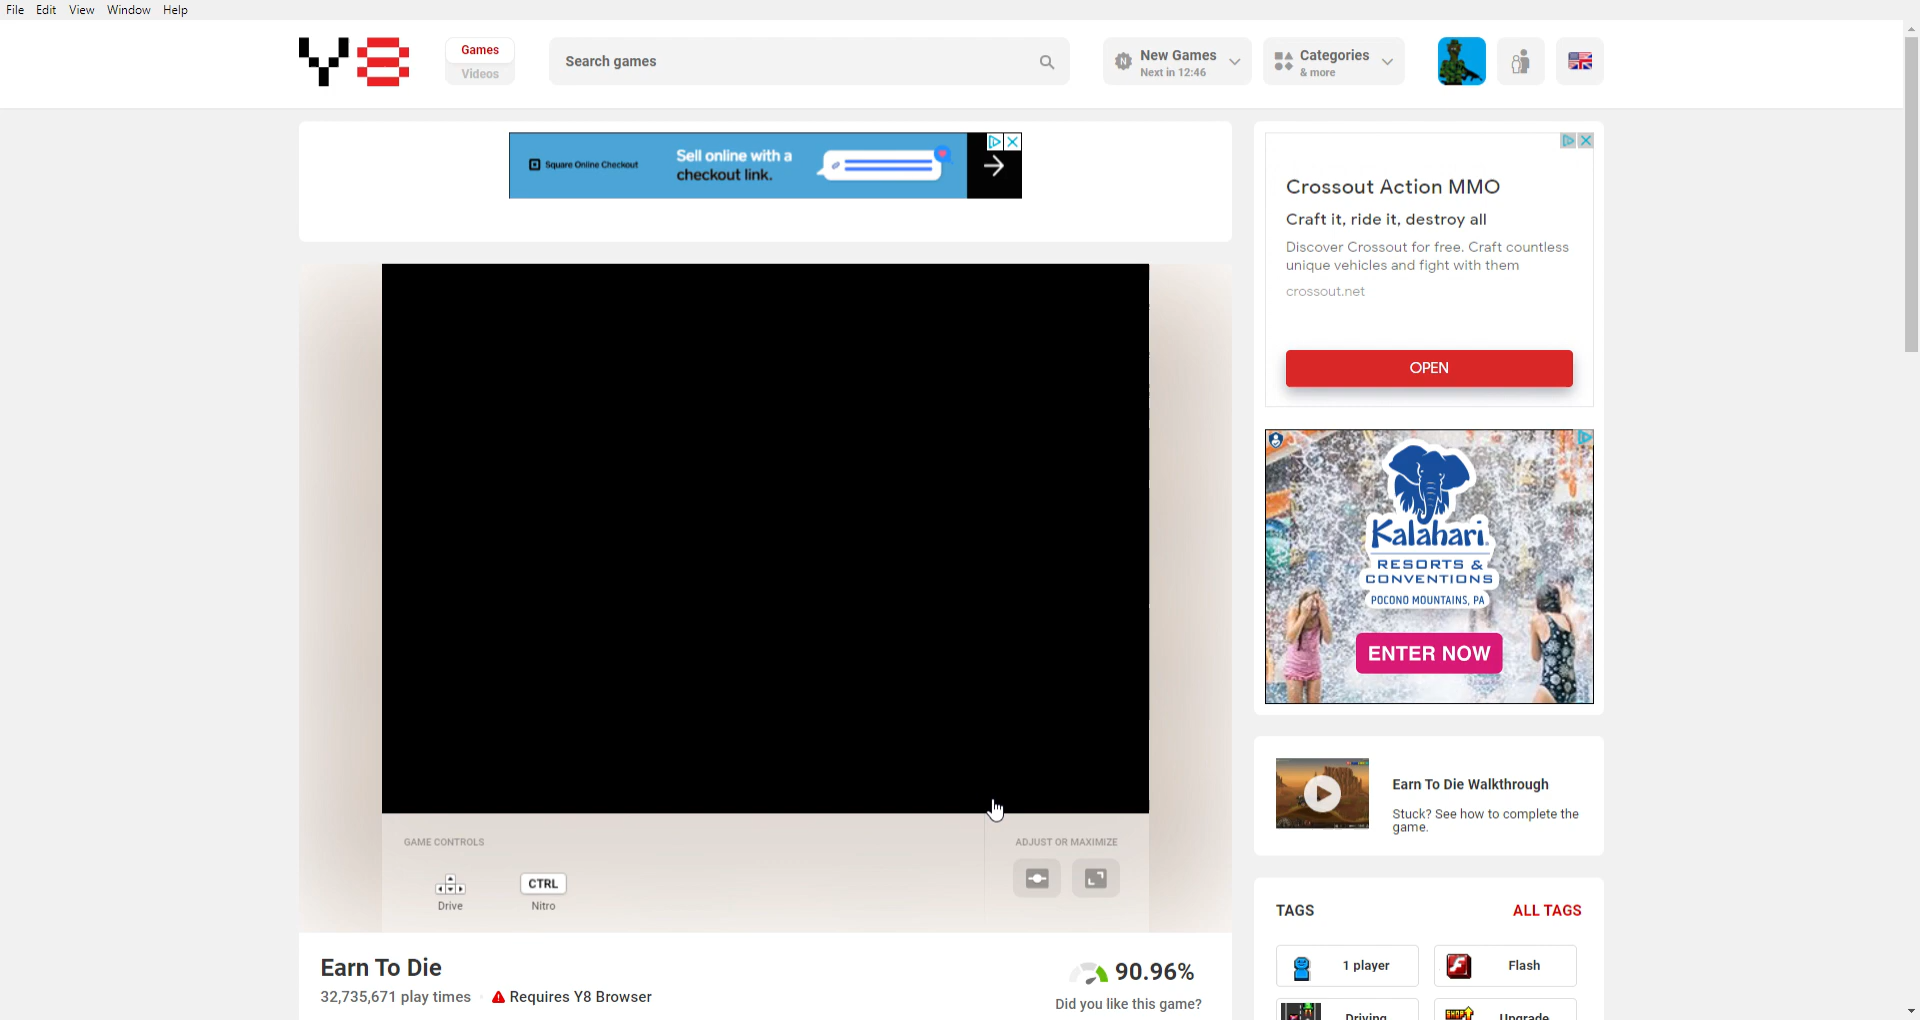 File Edit View Window Help
Y8
Games
Videos
Search games
New Games
Next in 12:46
Categories
& more
Square Online Checkout
Sell online with a
checkout link.
Crossout Action MMO
Craft it, ride it, destroy all
Discover Crossout for free. Craft countless
unique vehicles and fight with them
crossout.net
OPEN
Kalahari
RESORTS &
CONVENTIONS
POCONO MOUNTAINS, PA
ENTER NOW
Earn To Die Walkthrough
Stuck? See how to complete the
game.
GAME CONTROLS
ADJUST OR MAXIMIZE
CTRL
Drive
Nitro
TAGS
ALL TAGS
1 player
Flash
Driving
Upgrade
Earn To Die
90.96%
32,735,671 play times
Requires Y8 Browser
Did you like this game?